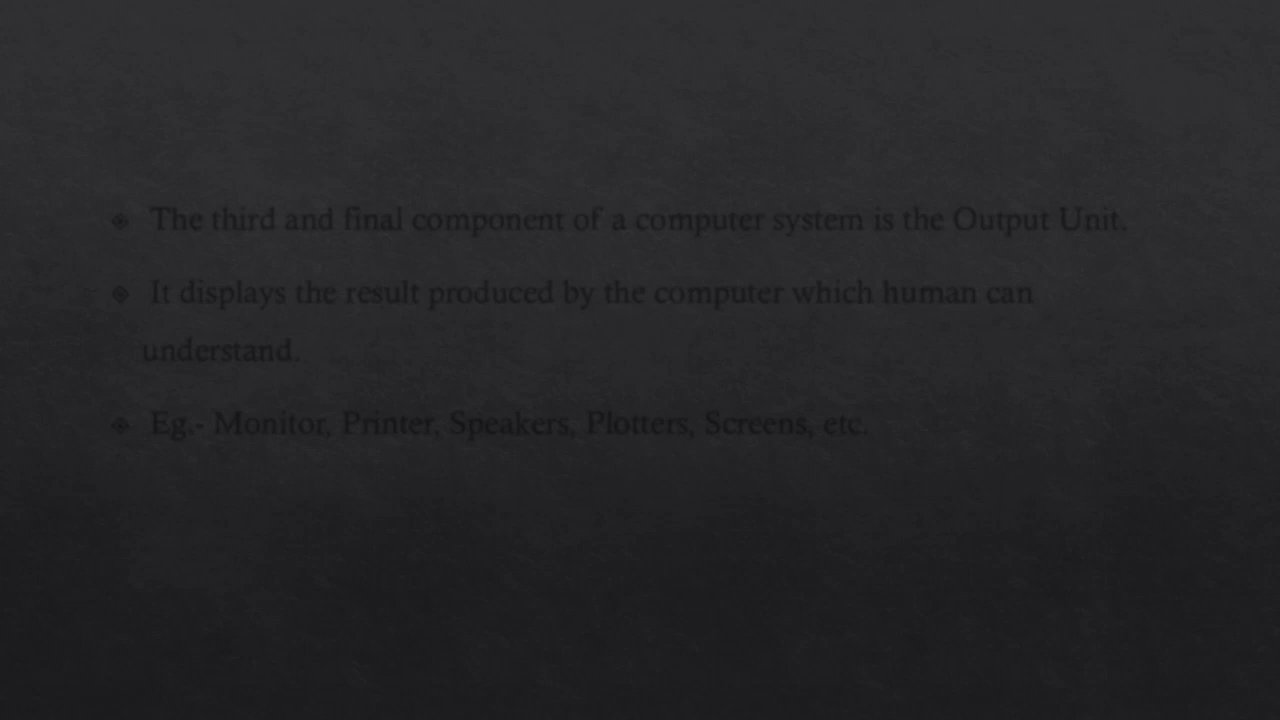 The third and final component of a computer system is the Output Unit.
It displays the result produced by the computer which human can
understand.
Eg.- Monitor, Printer, Speakers, Plotters, Screens, etc.